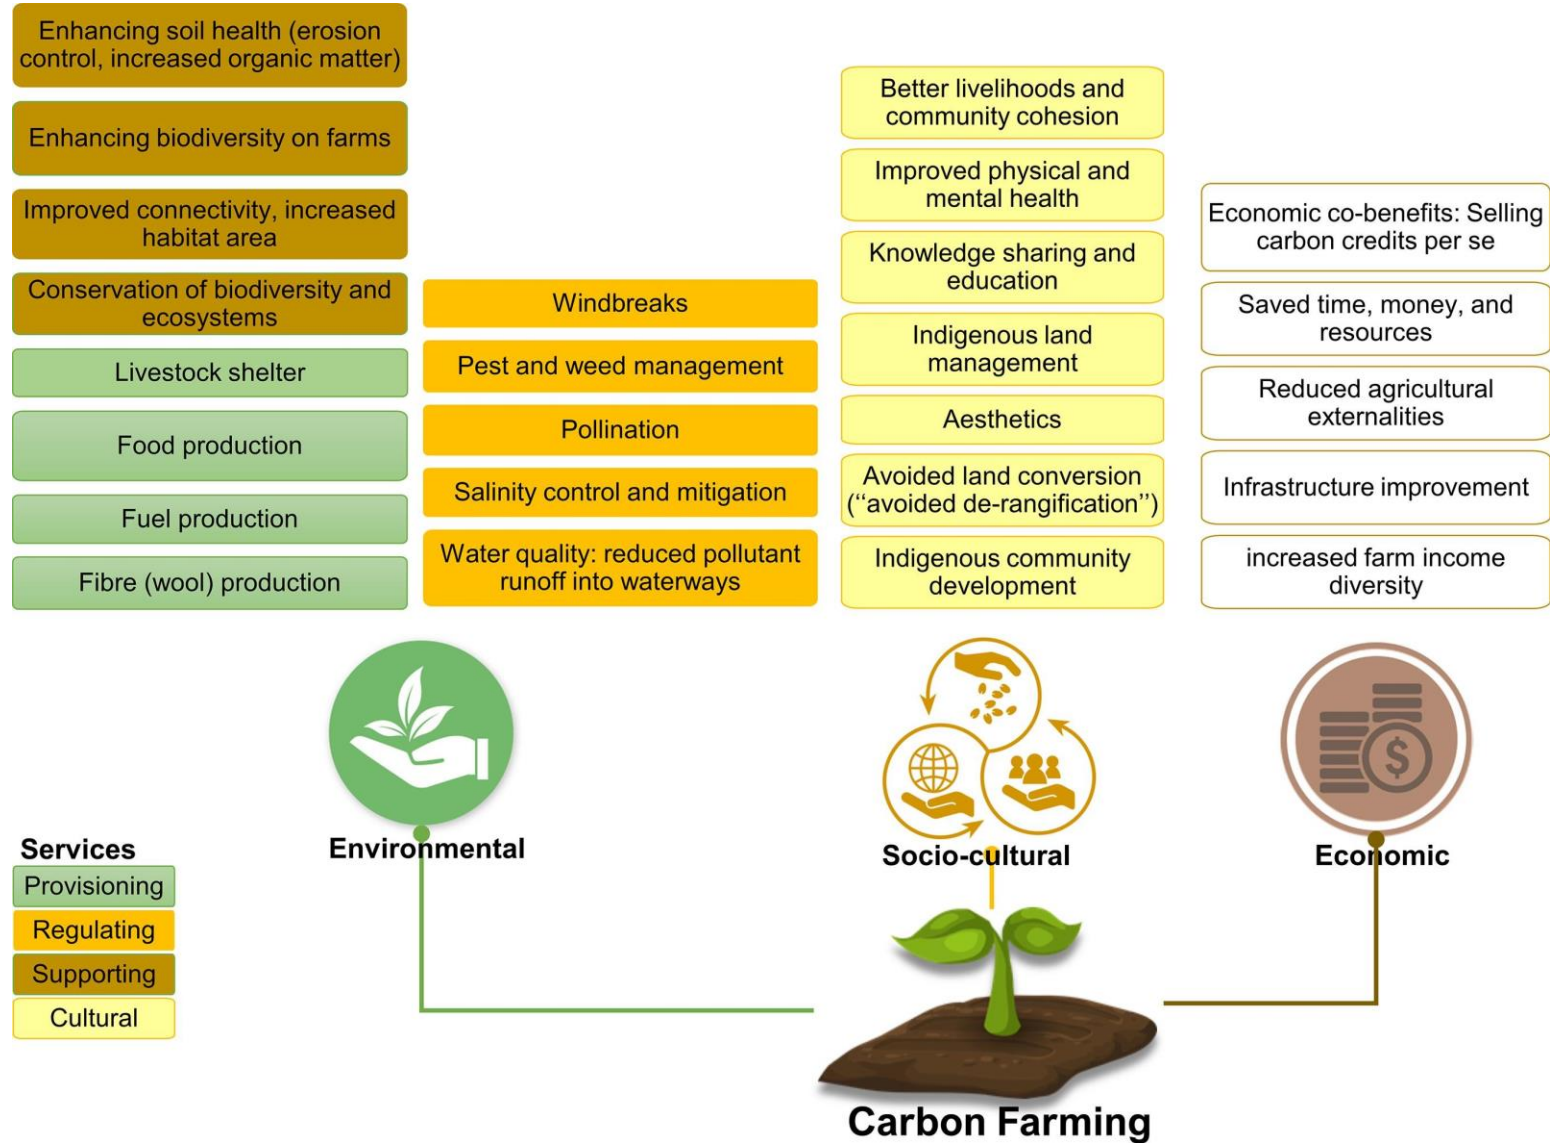 Enhancing soil health (erosion
control, increased organic matter)
Enhancing biodiversity on farms
Improved connectivity, increased
habitat area
Conservation of biodiversity and
ecosystems
Livestock shelter
Food production
Fuel production
Fibre (wool) production
Windbreaks
Pest and weed management
Pollination
Salinity control and mitigation
Water quality: reduced pollutant
runoff into waterways
Better livelihoods and
community cohesion
Improved physical and
mental health
Knowledge sharing and
education
Indigenous land
management
Aesthetics
Avoided land conversion
(‘‘avoided de-rangification’’)
Indigenous community
development
Economic co-benefits: Selling
carbon credits per se
Saved time, money, and
resources
Reduced agricultural
externalities
Infrastructure improvement
increased farm income
diversity
$
Environmental
Socio-cultural
Economic
Services
Provisioning
Regulating
Supporting
Cultural
Carbon Farming